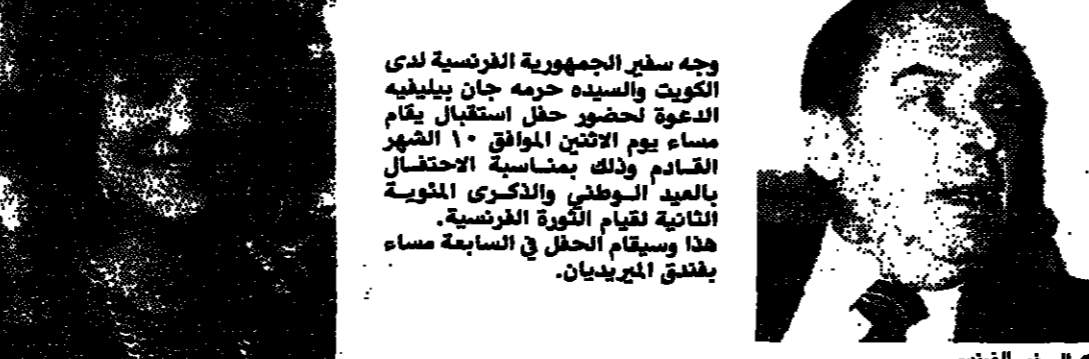 وجه سفير الجمهورية الفرنسية لدى
الكويت والسيده حرمه جان بيليفيه
الدعوة لحضور حفل استقبال يقام
مساء يوم الاثنين الموافق ١٠ الشهر
القادم وذلك بمناسبة الاحتفال
بالعيد الوطني والذكرى المئوية
الثانية لقيام الثورة الفرنسية.
هذا وسيقام الحفل في السابعة مساء
بفندق الميريديان.